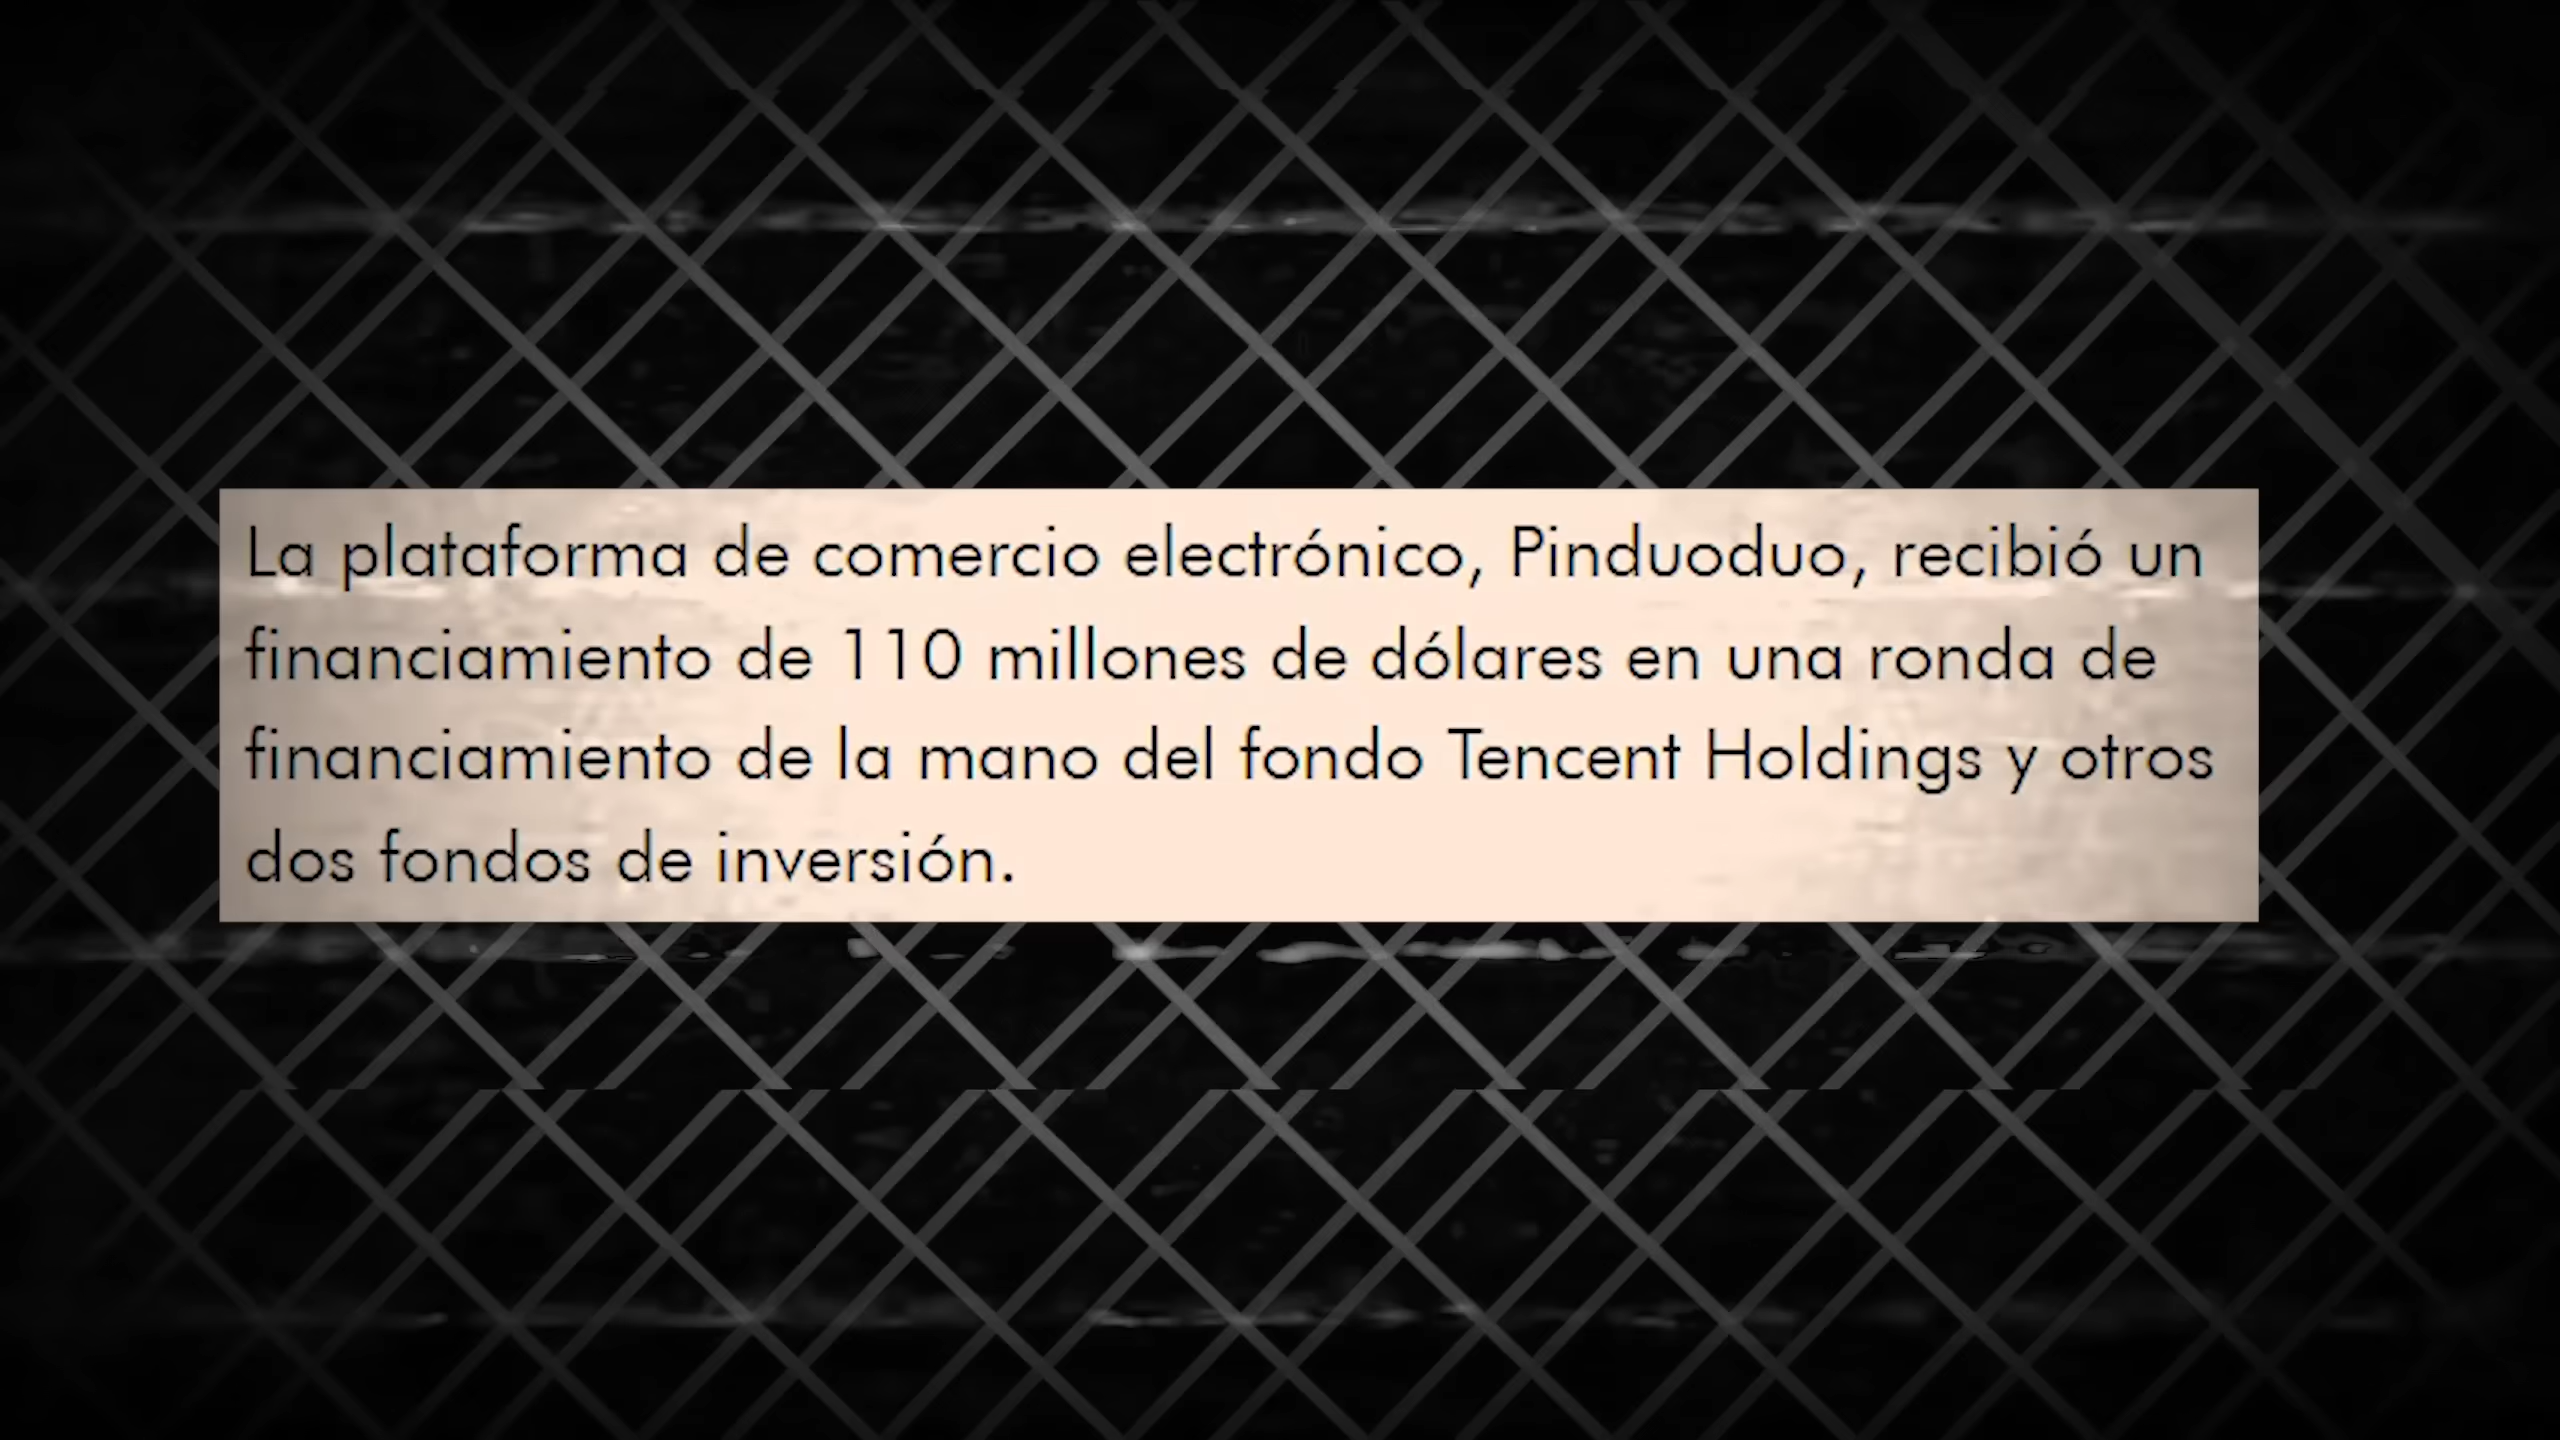 La plataforma de comercio electrónico, Pinduoduo, recibió un
financiamiento de 110 millones de dólares en una ronda de
financiamiento de la mano del fondo Tencent Holdings y otros
dos fondos de inversión.